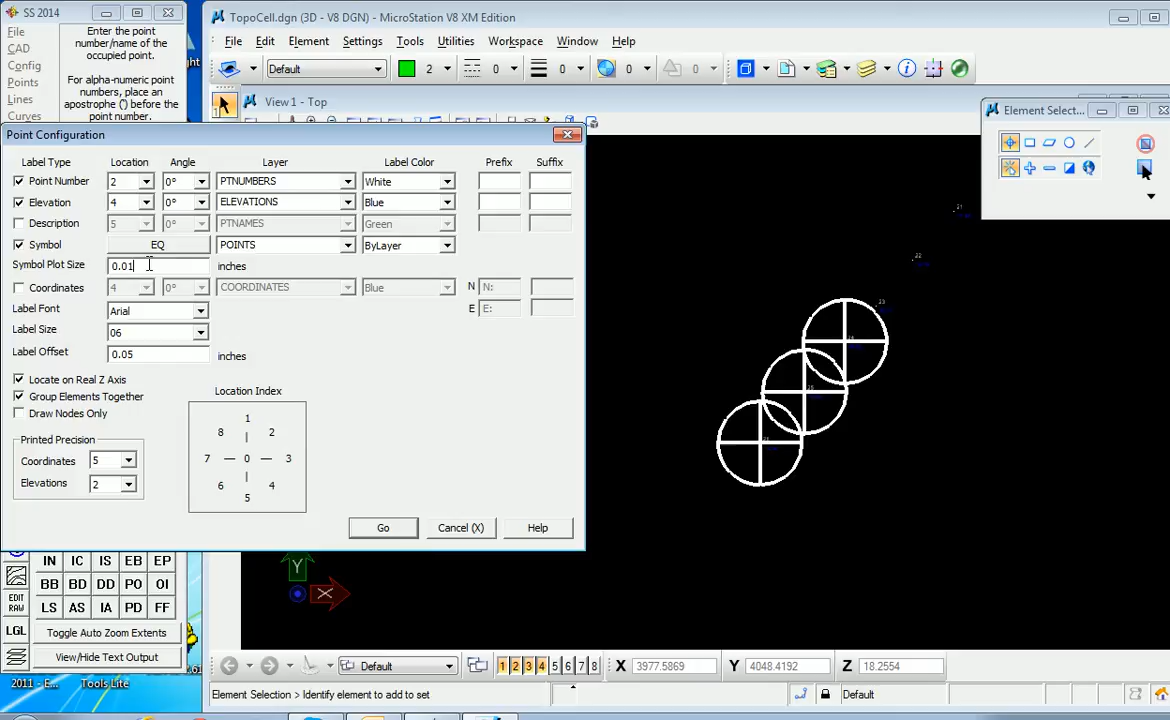 SS 2014
File
CAD
Config
Points
Lines
Curves
Enter the point
number/name of the
occupied point.
For alpha-numeric point
numbers, place an
apostrophe (') before the
point number.
TopoCell.dgn (3D - V8 DGN) - MicroStation V8 XM Edition
File Edit Element Settings Tools Utilities Workspace Window Help
Default 2 0 0 0 0
View 1 - Top
Element Select...
Point Configuration
Label Type Location Angle Layer Label Color Prefix Suffix
Point Number 2 0° PTNUMBERS White
Elevation 4 0° ELEVATIONS Blue
Description 5 0° PTNAMES Green
Symbol EQ POINTS ByLayer
Symbol Plot Size 0.01 inches
Coordinates 4 0° COORDINATES Blue N N:
Label Font Arial E E:
Label Size 06
Label Offset 0.05 inches
Locate on Real Z Axis
Group Elements Together
Draw Nodes Only
Location Index
1
8 2
7 0 3
6 4
5
Printed Precision
Coordinates 5
Elevations 2
Go Cancel (X) Help
IN IC IS EB EP
BB BD DD PO OI
EDIT
RAW
LS AS IA PD FF
LGL
Toggle Auto Zoom Extents
View/Hide Text Output
2011 - E... Tools Lite
Y
X
Default 1 2 3 4 5 6 7 8 X 3977.5869 Y 4048.4192 Z 18.2554
Element Selection > Identify element to add to set Default